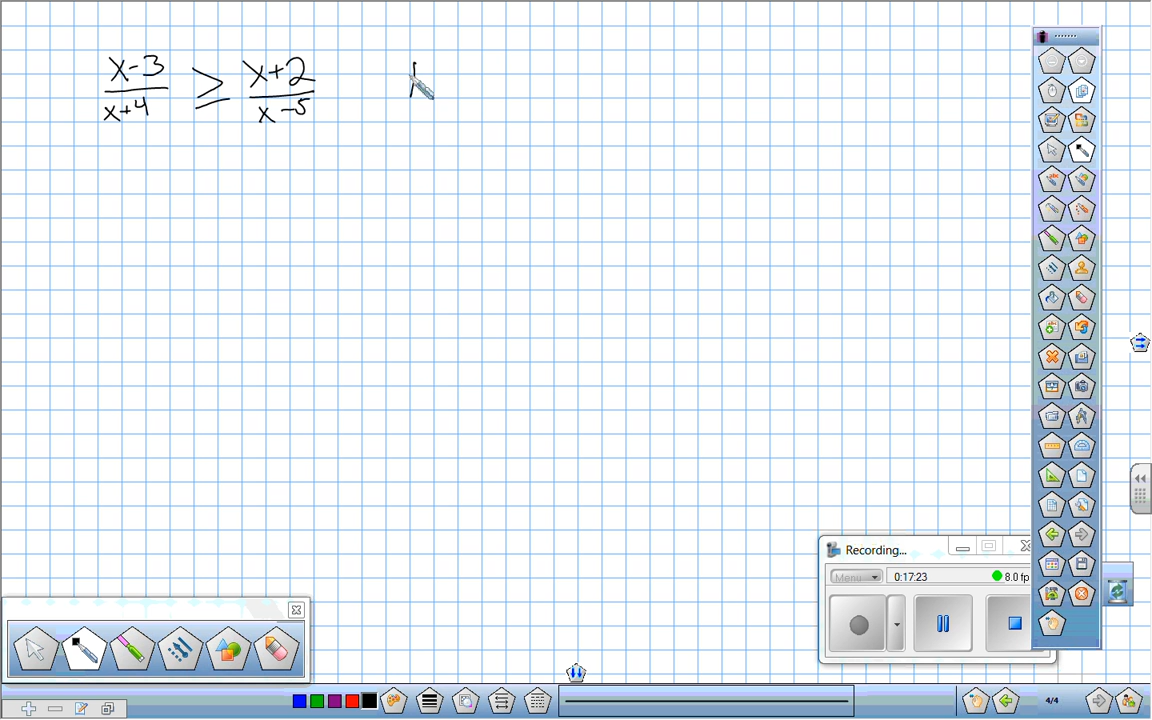 x-3/x+4 ≥ x+2/x-5
Recording...
Menu
0:17:23 8.0 fp
4/4